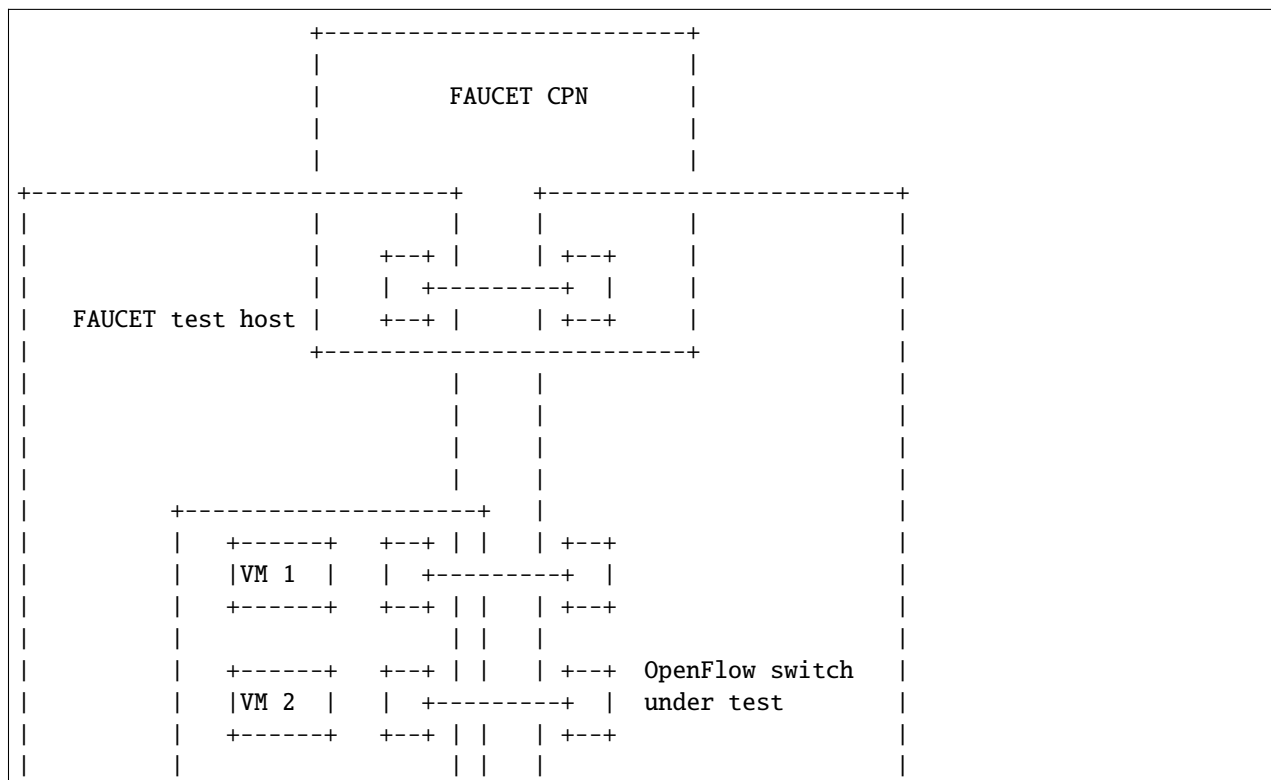 FAUCET CPN
FAUCET test host
VM 1
VM 2
OpenFlow switch
under test